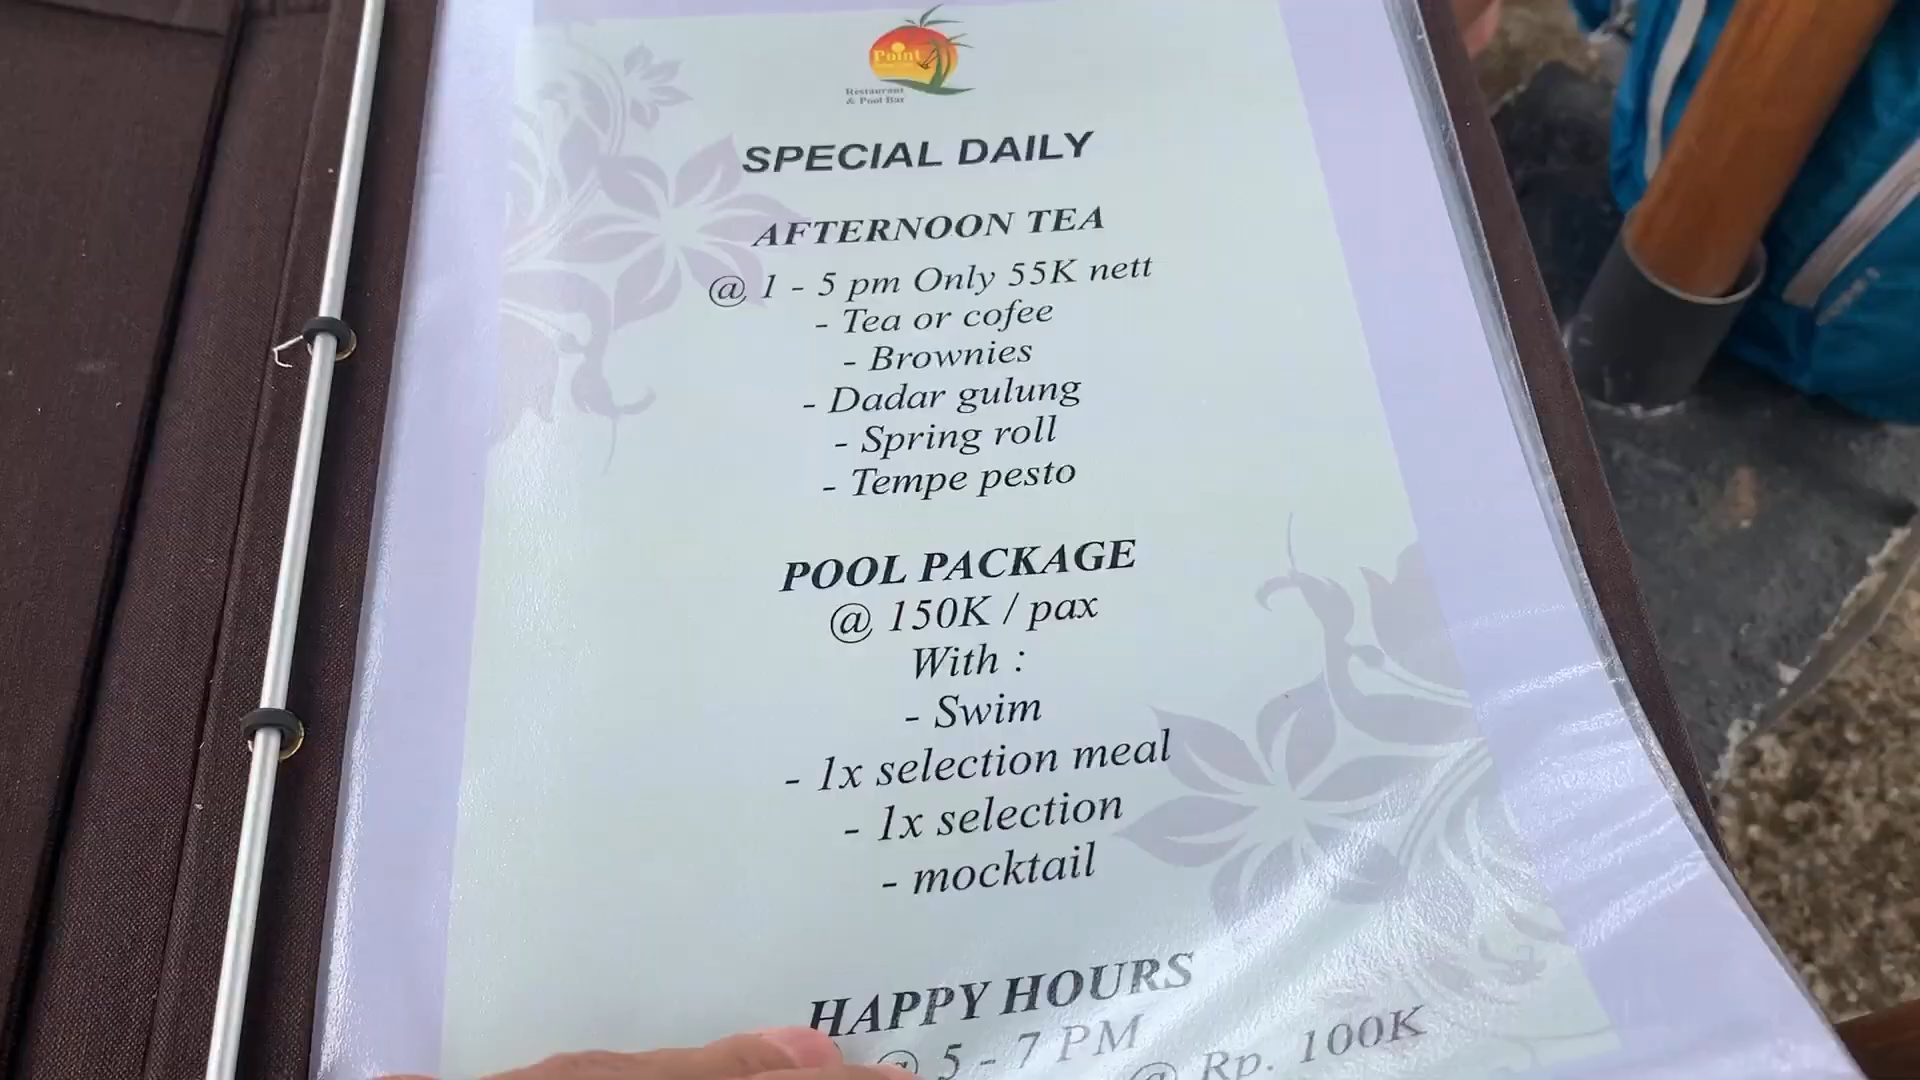 Point
Restaurant
& Pool Bar
SPECIAL DAILY
AFTERNOON TEA
@ 1 - 5 pm Only 55K nett
- Tea or cofee
- Brownies
- Dadar gulung
- Spring roll
- Tempe pesto
POOL PACKAGE
@ 150K / pax
With :
- Swim
- 1x selection meal
- 1x selection
- mocktail
HAPPY HOURS
@ 5 - 7 PM
@ Rp. 100K